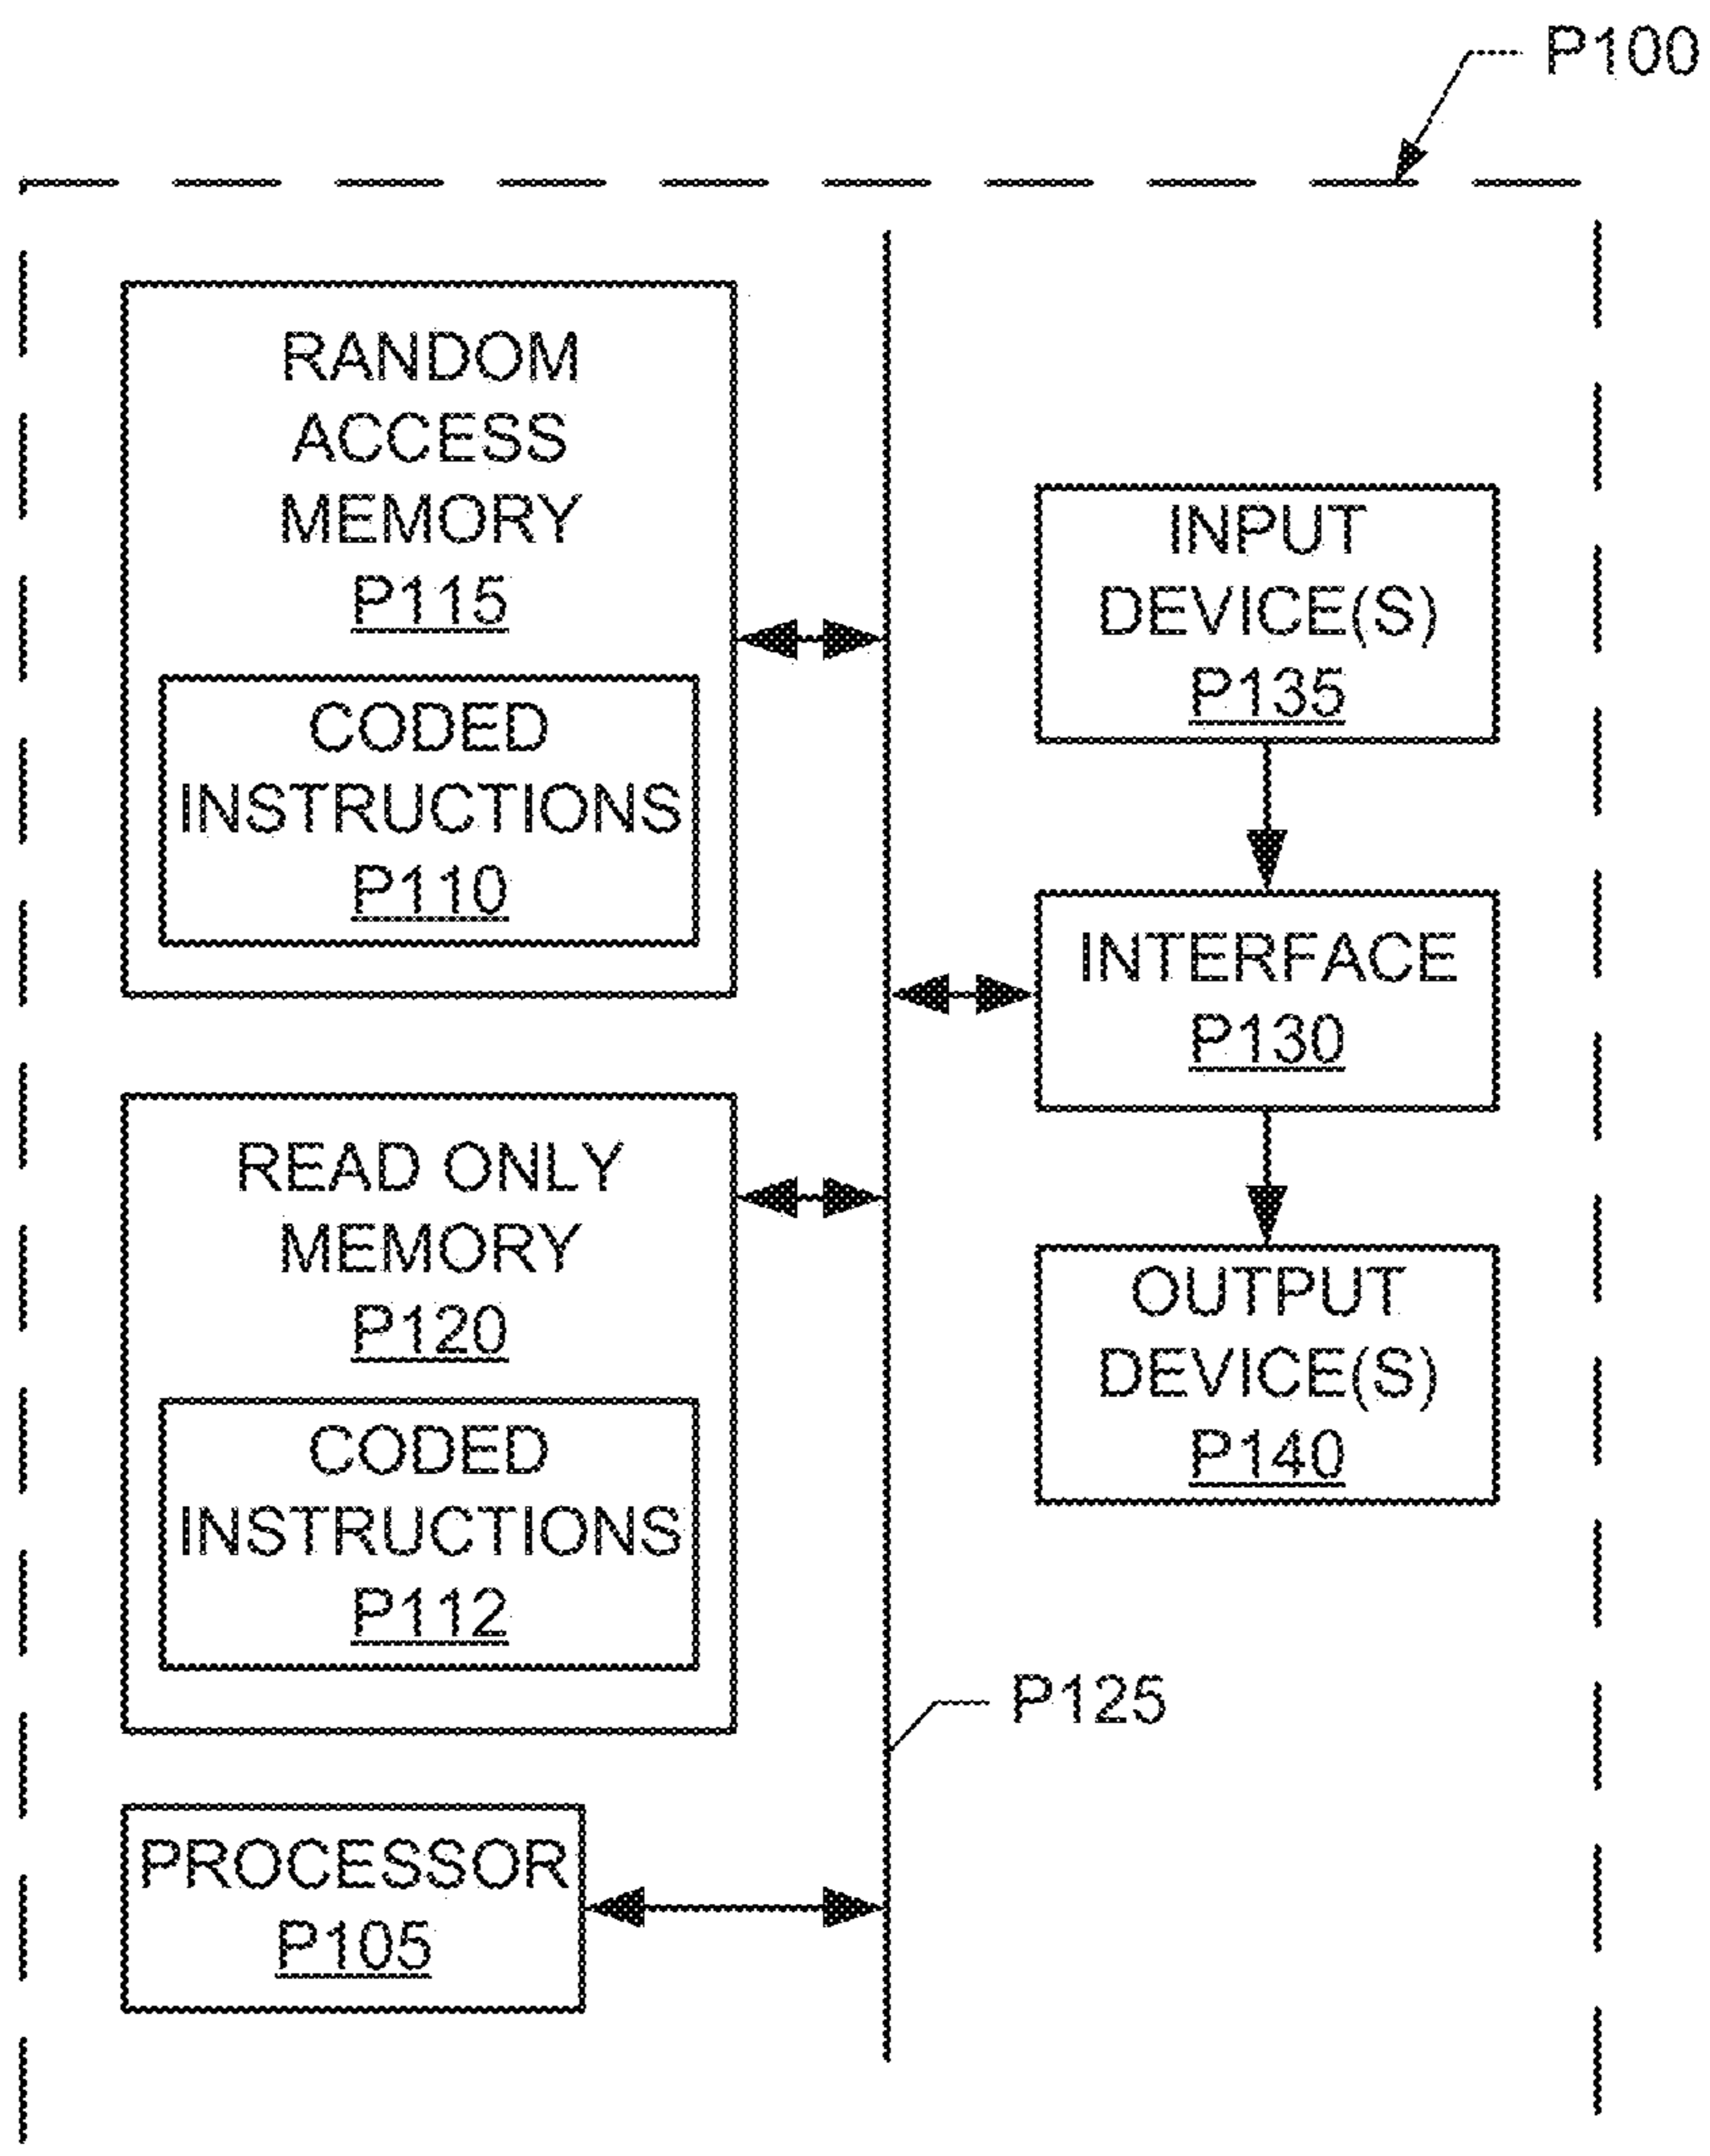 P100
RANDOM
ACCESS
MEMORY
P115
CODED
INSTRUCTIONS
P110
READ ONLY
MEMORY
P120
CODED
INSTRUCTIONS
P112
PROCESSOR
P105
INPUT
DEVICE(S)
P135
INTERFACE
P130
OUTPUT
DEVICE(S)
P140
P125